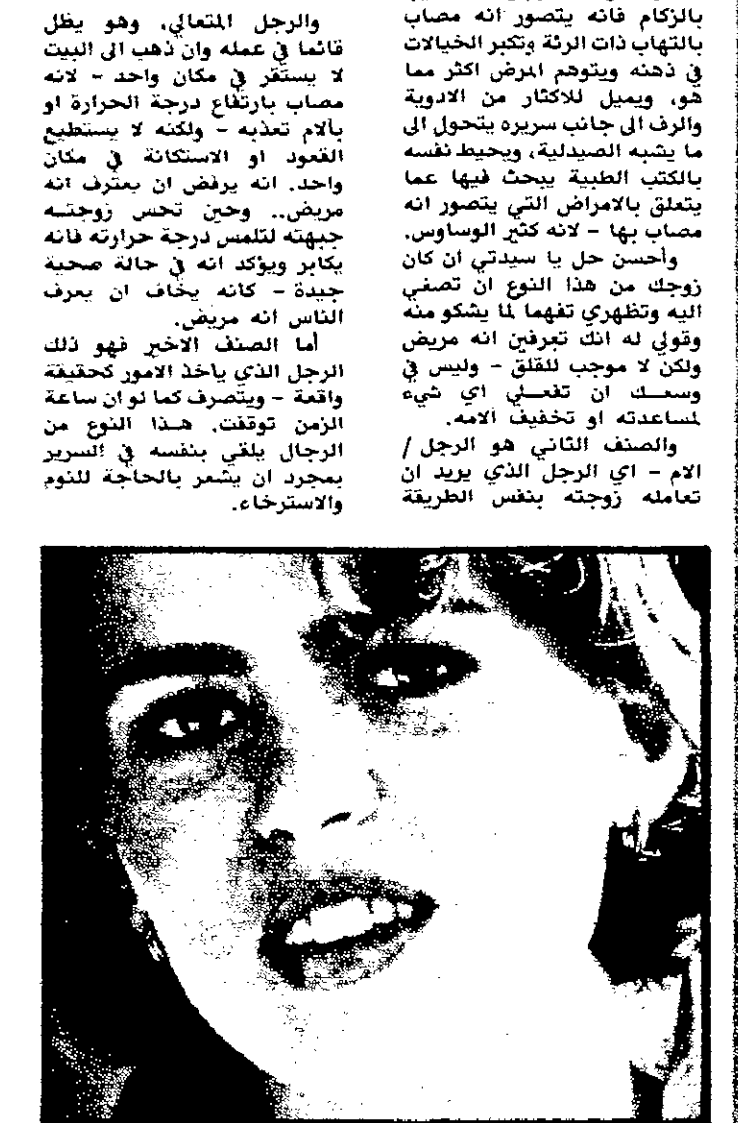 بالزكام فانه يتصور انه مصاب
بالتهاب ذات الرئة وتكبر الخيالات
في ذهنه ويتوهم المرض اكثر مما
هو، ويميل للاكثار من الادوية
والرف الى جانب سريره يتحول الى
ما يشبه الصيدلية، ويحيط نفسه
بالكتب الطبية يبحث فيها عما
يتعلق بالامراض التي يتصور انه
مصاب بها - لانه كثير الوساوس.
وأحسن حل يا سيدتي ان كان
زوجك من هذا النوع ان تصغي
اليه وتظهري تفهما لما يشكو منه
وقولي له انك تعرفين انه مريض
ولكن لا موجب للقلق - وليس في
وسعك ان تفعلي اي شيء
لمساعدته او تخفيف آلامه.
والصنف الثاني هو الرجل /
الام - اي الرجل الذي يريد ان
تعامله زوجته بنفس الطريقة
والرجل المتعالي، وهو يظل
قائما في عمله وان ذهب الى البيت
لا يستقر في مكان واحد - لانه
مصاب بارتفاع درجة الحرارة او
بآلام تعذبه - ولكنه لا يستطيع
القعود او الاستكانة في مكان
واحد. انه يرفض ان يعترف انه
مريض.. وحين تحس زوجته
جبهته لتلمس درجة حرارته فانه
يكابر ويؤكد انه في حالة صحية
جيدة - كانه يخاف ان يعرف
الناس انه مريض.
أما الصنف الاخير فهو ذلك
الرجل الذي ياخذ الامور كحقيقة
واقعة - ويتصرف كما لو ان ساعة
الزمن توقفت. هذا النوع من
الرجال يلقي بنفسه في السرير
بمجرد ان يشعر بالحاجة للنوم
والاسترخاء.